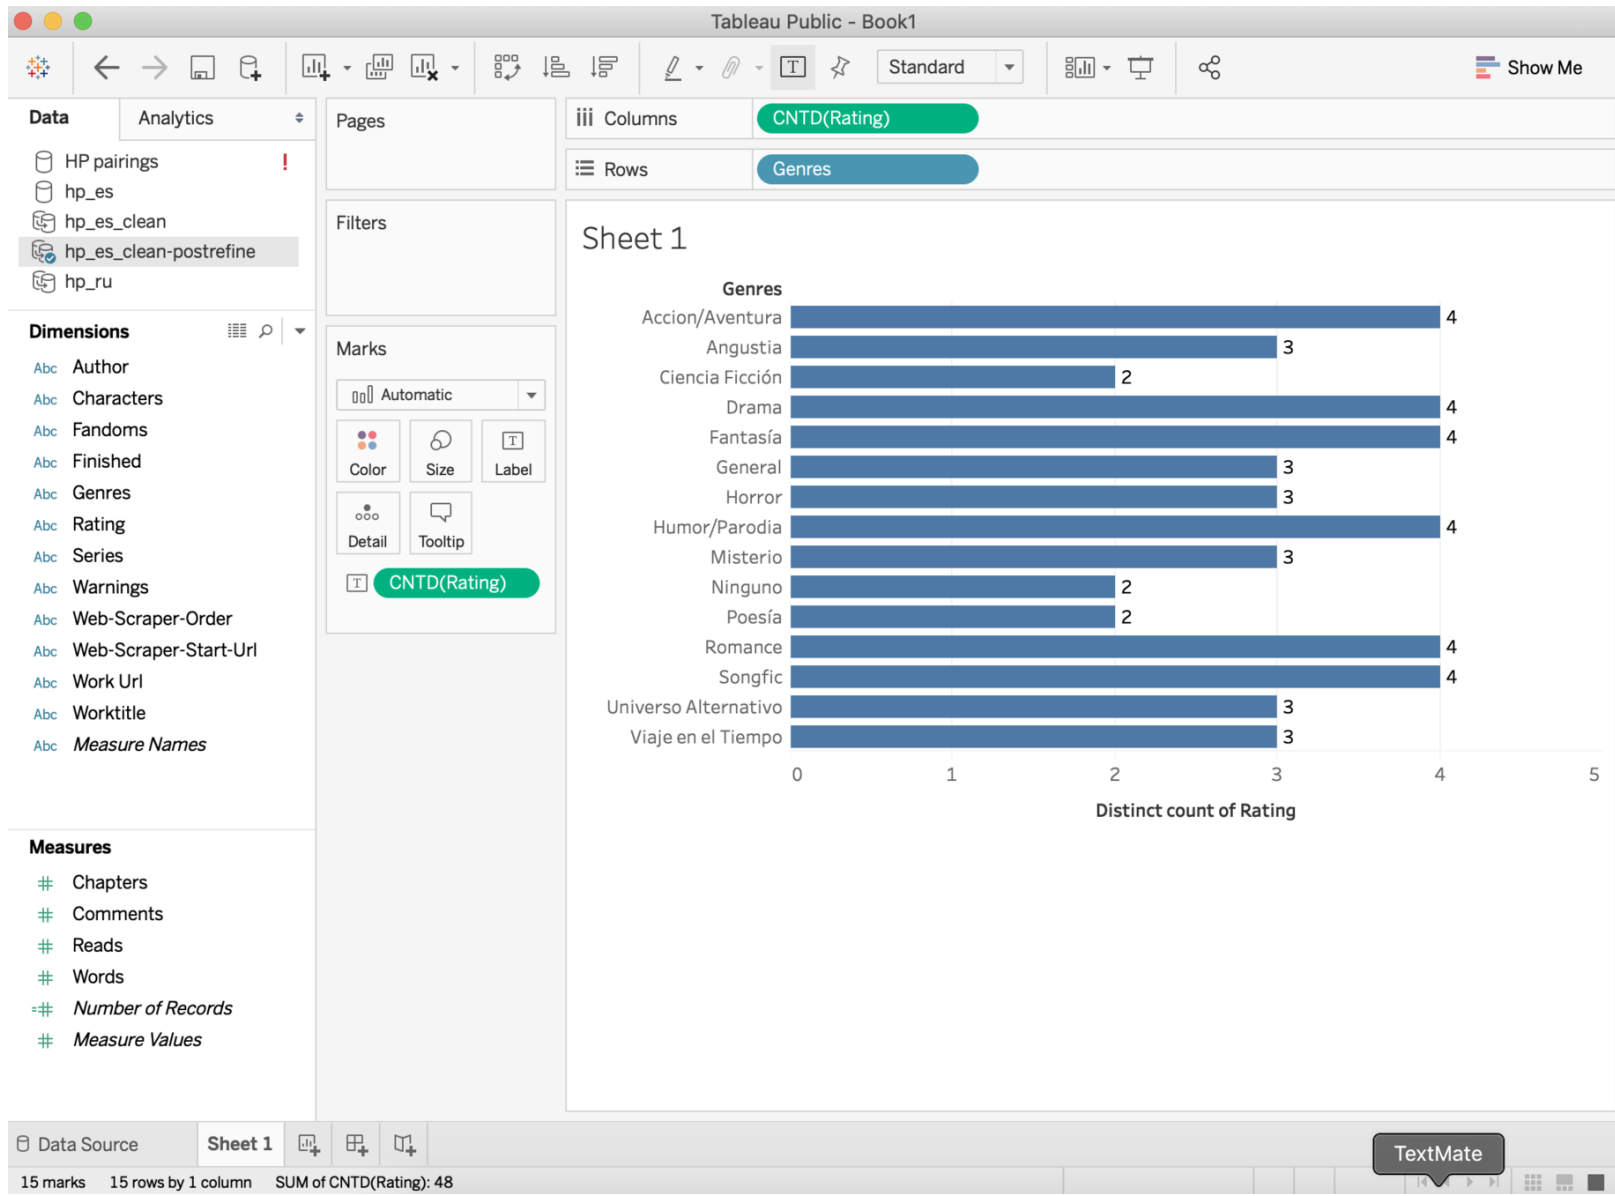 Tableau Public - Book1
Standard
Show Me
Data
Analytics
HP pairings !
hp_es
hp_es_clean
hp_es_clean-postrefine
hp_ru
Dimensions
Abc Author
Abc Characters
Abc Fandoms
Abc Finished
Abc Genres
Abc Rating
Abc Series
Abc Warnings
Abc Web-Scraper-Order
Abc Web-Scraper-Start-Url
Abc Work Url
Abc Worktitle
Abc Measure Names
Measures
# Chapters
# Comments
# Reads
# Words
=# Number of Records
# Measure Values
Pages
Filters
Marks
Automatic
Color
Size
T
Label
Detail
Tooltip
T CNTD(Rating)
Columns
CNTD(Rating)
Rows
Genres
Sheet 1
Genres
Accion/Aventura 4
Angustia 3
Ciencia Ficción 2
Drama 4
Fantasía 4
General 3
Horror 3
Humor/Parodia 4
Misterio 3
Ninguno 2
Poesía 2
Romance 4
Songfic 4
Universo Alternativo 3
Viaje en el Tiempo 3
0 1 2 3 4 5
Distinct count of Rating
Data Source
Sheet 1
TextMate
15 marks 15 rows by 1 column SUM of CNTD(Rating): 48